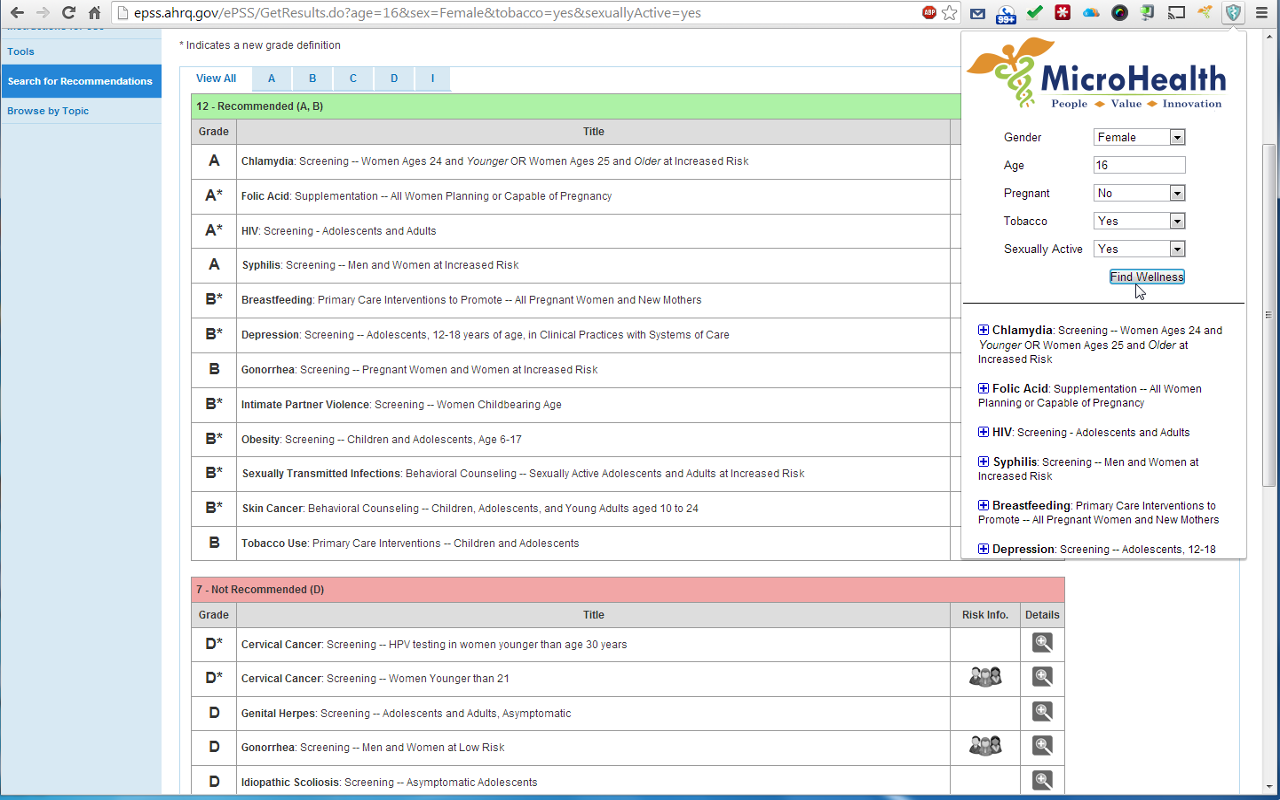 epss.ahrq.gov/ePSS/GetResults.do?age=16&sex=Female&tobacco=yes&sexuallyActive=yes
ABP
99+
Tools
Search for Recommendations
Browse by Topic
* Indicates a new grade definition
View All A B C D I
12 - Recommended (A, B)
Grade Title
A Chlamydia: Screening -- Women Ages 24 and Younger OR Women Ages 25 and Older at Increased Risk
A* Folic Acid: Supplementation -- All Women Planning or Capable of Pregnancy
A* HIV: Screening - Adolescents and Adults
A Syphilis: Screening -- Men and Women at Increased Risk
B* Breastfeeding: Primary Care Interventions to Promote -- All Pregnant Women and New Mothers
B* Depression: Screening -- Adolescents, 12-18 years of age, in Clinical Practices with Systems of Care
B Gonorrhea: Screening -- Pregnant Women and Women at Increased Risk
B* Intimate Partner Violence: Screening -- Women Childbearing Age
B* Obesity: Screening -- Children and Adolescents, Age 6-17
B* Sexually Transmitted Infections: Behavioral Counseling -- Sexually Active Adolescents and Adults at Increased Risk
B* Skin Cancer: Behavioral Counseling -- Children, Adolescents, and Young Adults aged 10 to 24
B Tobacco Use: Primary Care Interventions -- Children and Adolescents
7 - Not Recommended (D)
Grade Title Risk Info. Details
D* Cervical Cancer: Screening -- HPV testing in women younger than age 30 years
D* Cervical Cancer: Screening -- Women Younger than 21
D Genital Herpes: Screening -- Adolescents and Adults, Asymptomatic
D Gonorrhea: Screening -- Men and Women at Low Risk
D Idiopathic Scoliosis: Screening -- Asymptomatic Adolescents
MicroHealth
People Value Innovation
Gender Female
Age 16
Pregnant No
Tobacco Yes
Sexually Active Yes
Find Wellness
Chlamydia: Screening -- Women Ages 24 and
Younger OR Women Ages 25 and Older at
Increased Risk
Folic Acid: Supplementation -- All Women
Planning or Capable of Pregnancy
HIV: Screening - Adolescents and Adults
Syphilis: Screening -- Men and Women at
Increased Risk
Breastfeeding: Primary Care Interventions to
Promote -- All Pregnant Women and New Mothers
Depression: Screening -- Adolescents, 12-18